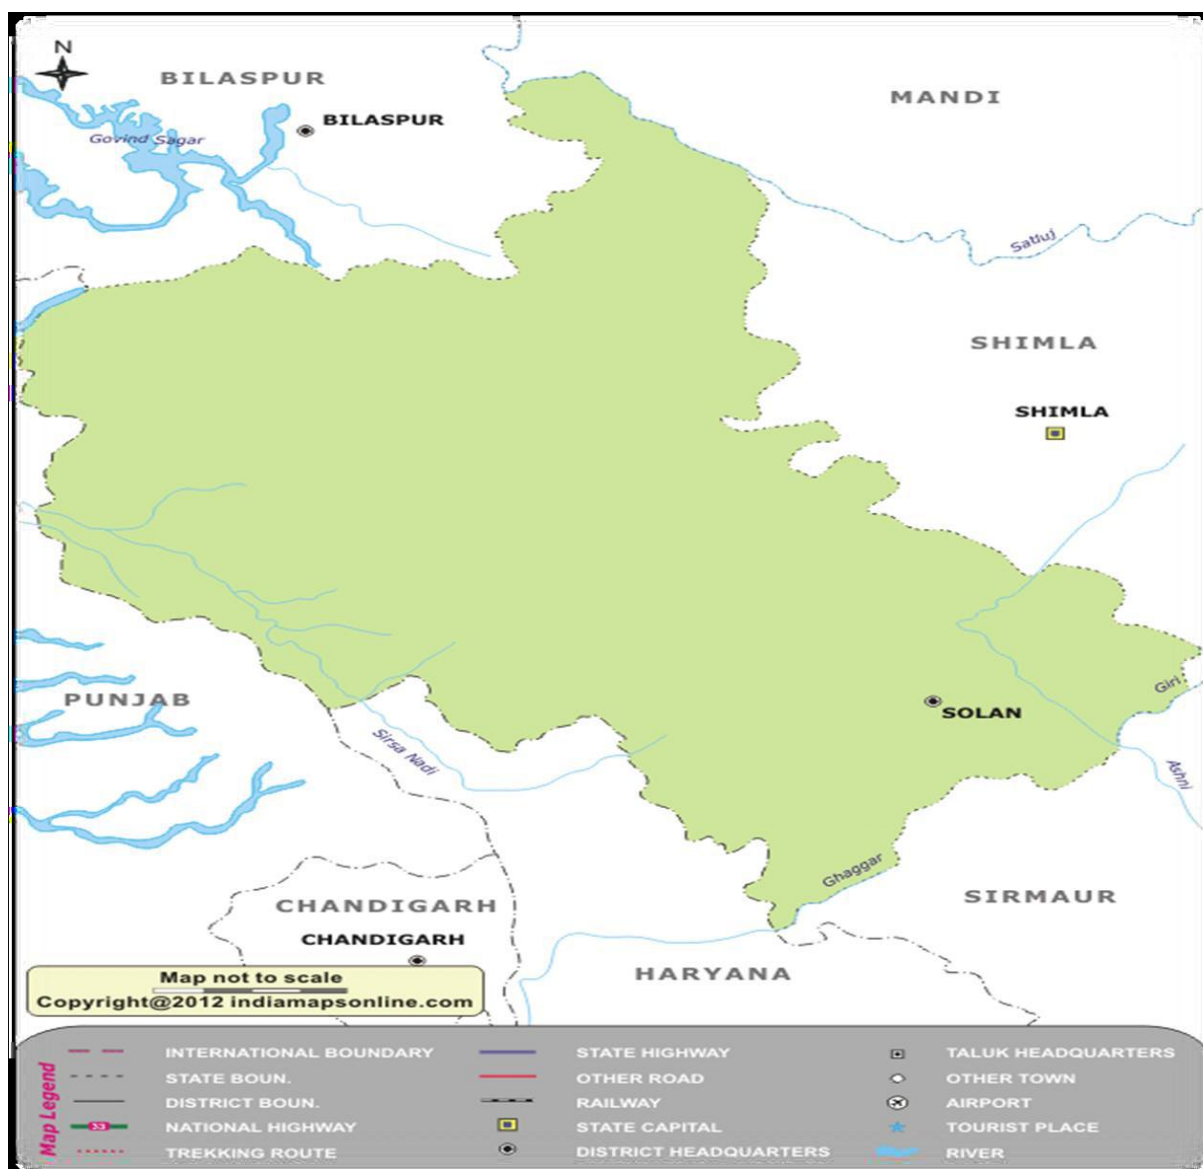 N
BILASPUR
MANDI
BILASPUR
Govind Sagar
Satluj
SHIMLA
SHIMLA
PUNJAB
Giri
SOLAN
Sirsa Nadi
Ashni
Ghaggar
SIRMAUR
CHANDIGARH
CHANDIGARH
HARYANA
Map not to scale
Copyright@2012 indiamapsonline.com
Map Legend
INTERNATIONAL BOUNDARY
STATE BOUN.
DISTRICT BOUN.
33
NATIONAL HIGHWAY
TREKKING ROUTE
STATE HIGHWAY
OTHER ROAD
RAILWAY
STATE CAPITAL
DISTRICT HEADQUARTERS
TALUK HEADQUARTERS
OTHER TOWN
AIRPORT
TOURIST PLACE
RIVER